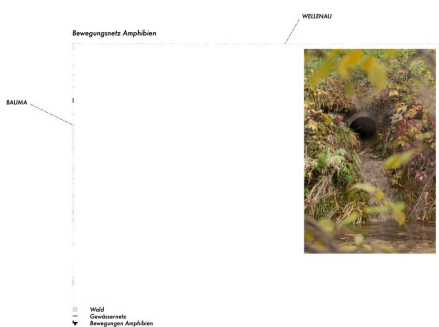 WELLENAU
Bewegungsnetz Amphibien
BAUMA
Wald
Gewässernetz
Bewegungen Amphibien